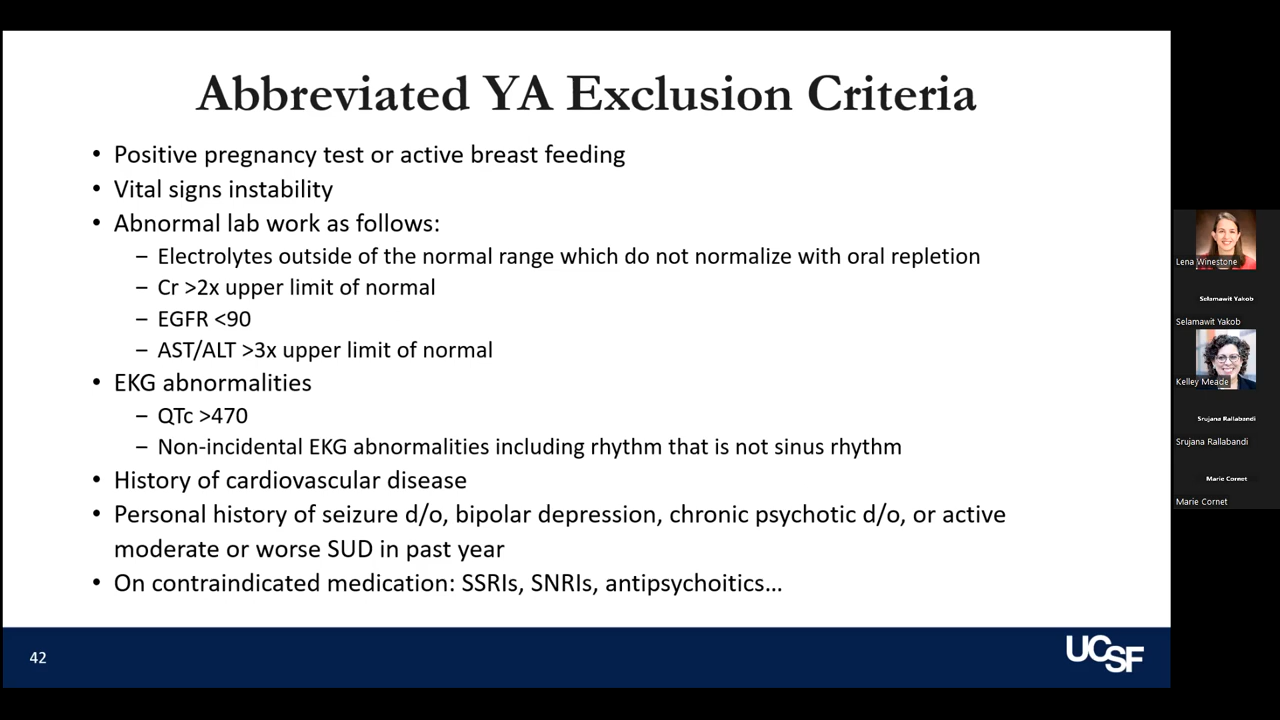 Abbreviated YA Exclusion Criteria
• Positive pregnancy test or active breast feeding
• Vital signs instability
• Abnormal lab work as follows:
– Electrolytes outside of the normal range which do not normalize with oral repletion
– Cr >2x upper limit of normal
– EGFR <90
– AST/ALT >3x upper limit of normal
• EKG abnormalities
– QTc >470
– Non-incidental EKG abnormalities including rhythm that is not sinus rhythm
• History of cardiovascular disease
• Personal history of seizure d/o, bipolar depression, chronic psychotic d/o, or active
moderate or worse SUD in past year
• On contraindicated medication: SSRIs, SNRIs, antipsychoitics...
42
UCSF
Lena Winestone
Selamawit Yakob
Selamawit Yakob
Kelley Meade
Srujana Rallabandi
Srujana Rallabandi
Marie Cornet
Marie Cornet